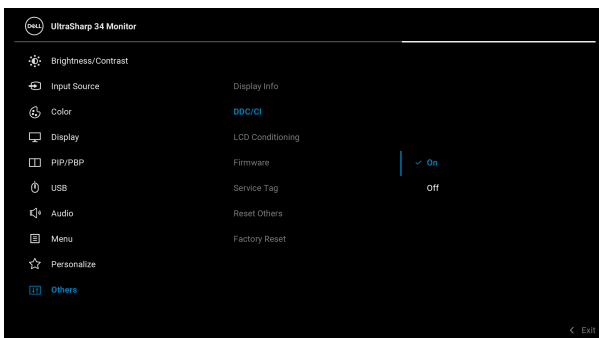 DELL UltraSharp 34 Monitor
Brightness/Contrast
Input Source
Color
Display
PIP/PBP
USB
Audio
Menu
Personalize
Others
Display Info
DDC/CI
LCD Conditioning
Firmware
Service Tag
Reset Others
Factory Reset
On
Off
Exit